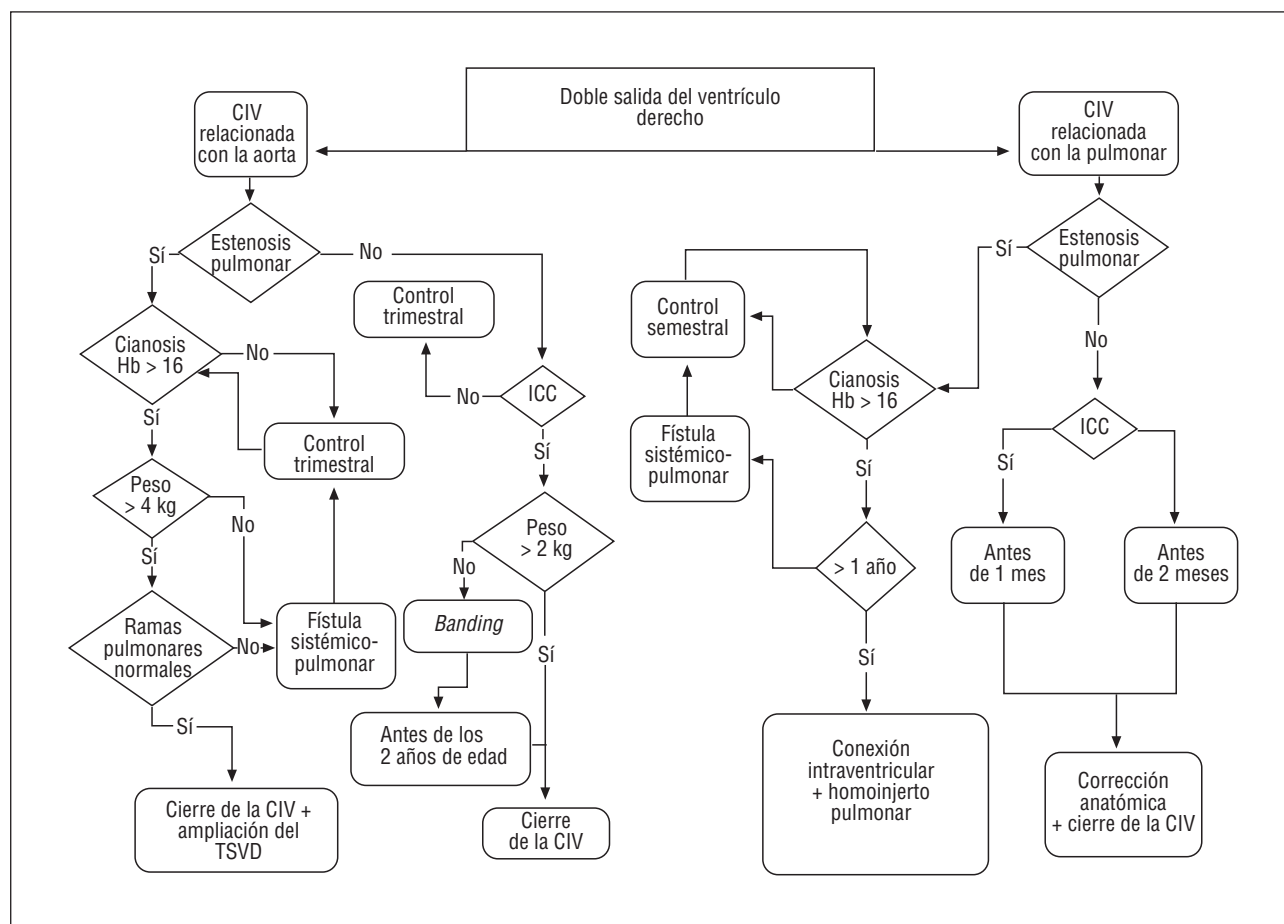 Doble salida del ventrículo
derecho
CIV
relacionada
con la aorta
Estenosis
pulmonar
Sí
No
Cianosis
Hb > 16
No
Sí
Control
trimestral
Peso
> 4 kg
No
Sí
Ramas
pulmonares
normales
No
Fístula
sistémico-
pulmonar
Sí
Cierre de la CIV +
ampliación del
TSVD
Control
trimestral
No
ICC
Sí
Peso
> 2 kg
No
Banding
Sí
Antes de los
2 años de edad
Cierre
de la CIV
CIV
relacionada
con la pulmonar
Estenosis
pulmonar
Sí
No
Control
semestral
Cianosis
Hb > 16
Fístula
sistémico-
pulmonar
Sí
> 1 año
Sí
Conexión
intraventricular
+ homoinjerto
pulmonar
ICC
Sí
No
Antes
de 1 mes
Antes
de 2 meses
Corrección
anatómica
+ cierre de la CIV